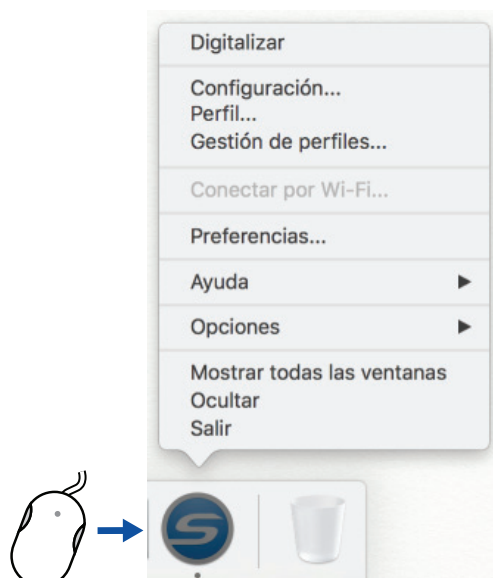 Digitalizar
Configuración...
Perfil...
Gestión de perfiles...
Conectar por Wi-Fi...
Preferencias...
Ayuda
Opciones
Mostrar todas las ventanas
Ocultar
Salir